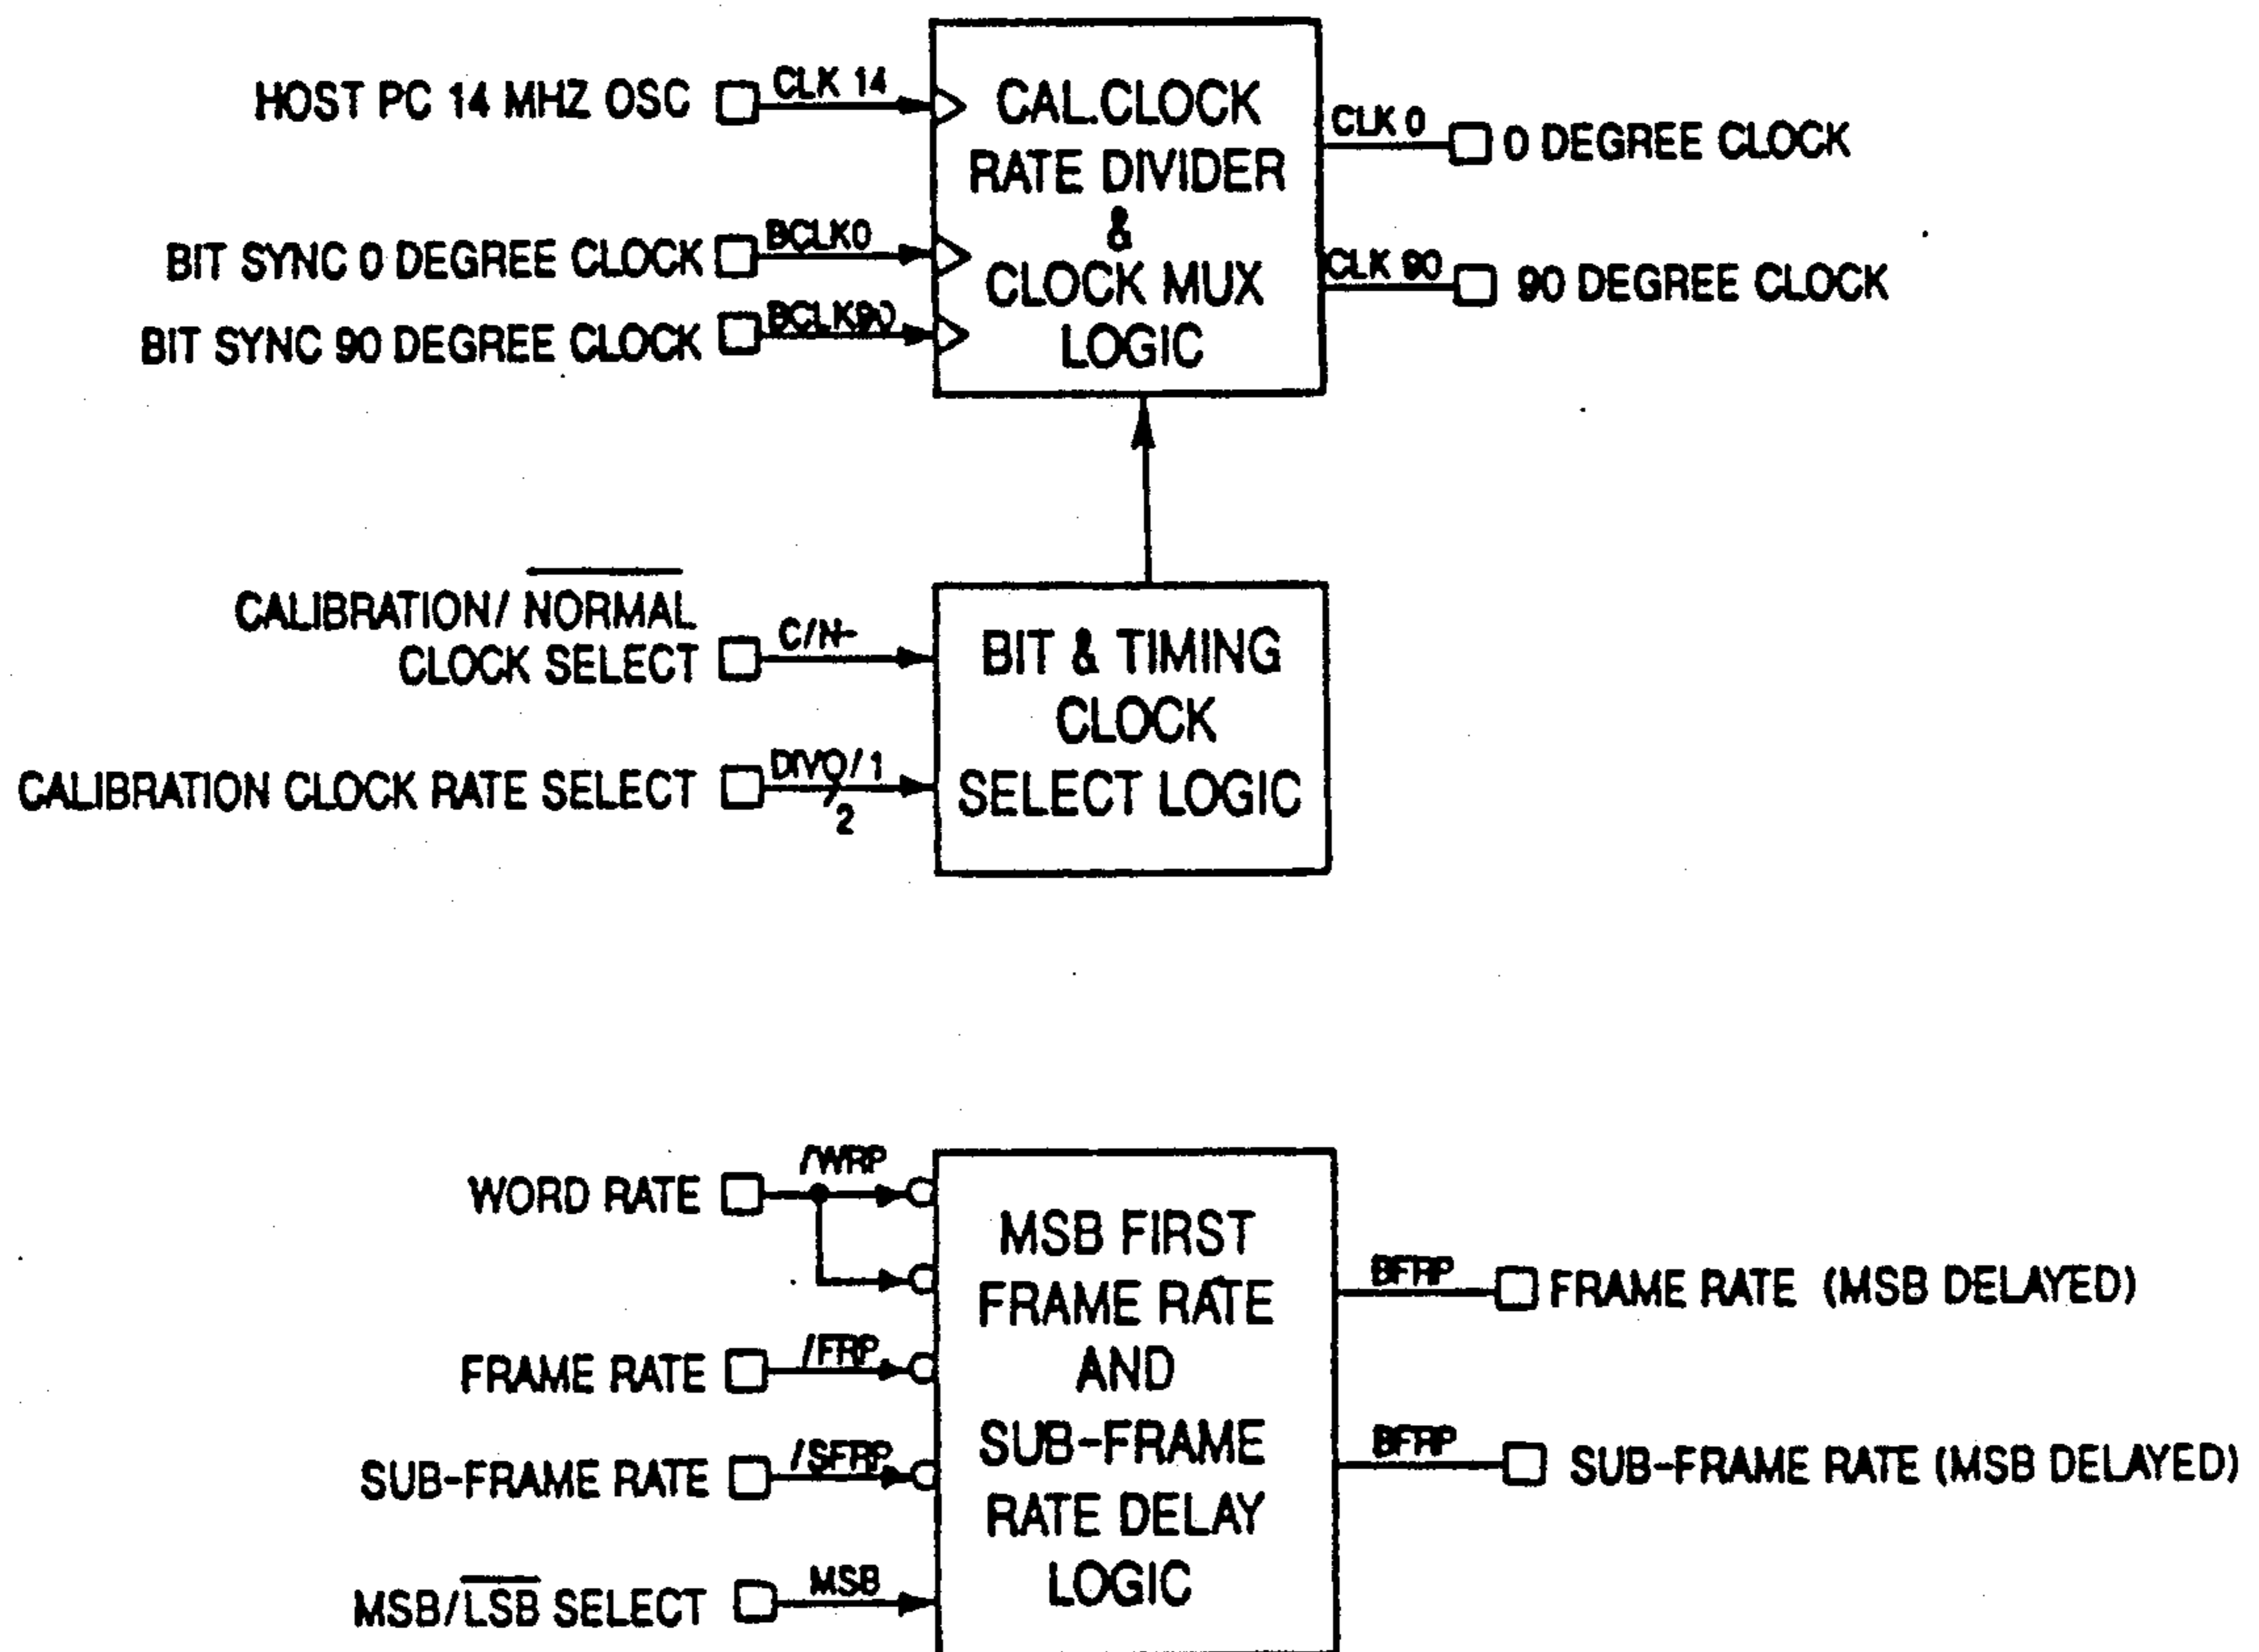 HOST PC 14 MHZ OSC
CLK 14
BIT SYNC 0 DEGREE CLOCK
BCLK0
BIT SYNC 90 DEGREE CLOCK
BCLK90
CAL.CLOCK
RATE DIVIDER
&
CLOCK MUX
LOGIC
CLK 0
0 DEGREE CLOCK
CLK 90
90 DEGREE CLOCK
CALIBRATION/ NORMAL
CLOCK SELECT
C/N-
CALIBRATION CLOCK RATE SELECT
DIV0/1
2
BIT & TIMING
CLOCK
SELECT LOGIC
WORD RATE
/WRP
FRAME RATE
/FRP
SUB-FRAME RATE
/SFRP
MSB/LSB SELECT
MSB
MSB FIRST
FRAME RATE
AND
SUB-FRAME
RATE DELAY
LOGIC
BFRP
FRAME RATE (MSB DELAYED)
BFRP
SUB-FRAME RATE (MSB DELAYED)